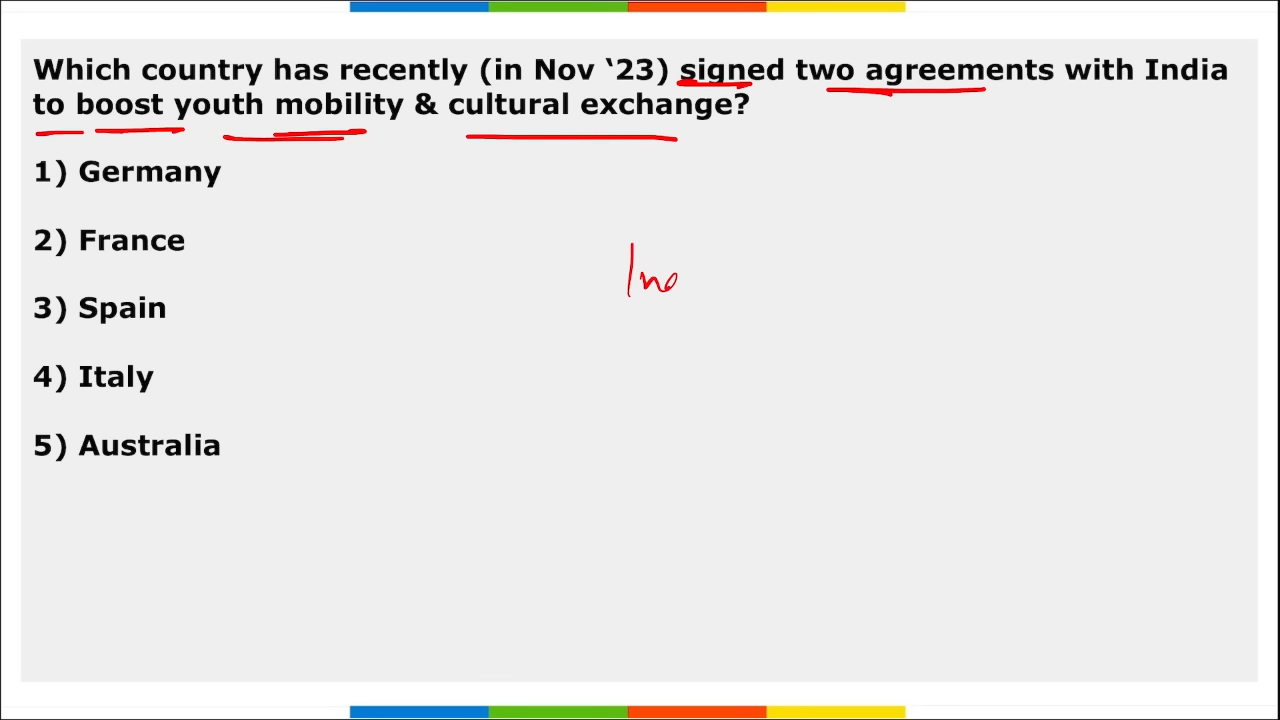 Which country has recently (in Nov ‘23) signed two agreements with India
to boost youth mobility & cultural exchange?
1) Germany
2) France
Ino
3) Spain
4) Italy
5) Australia